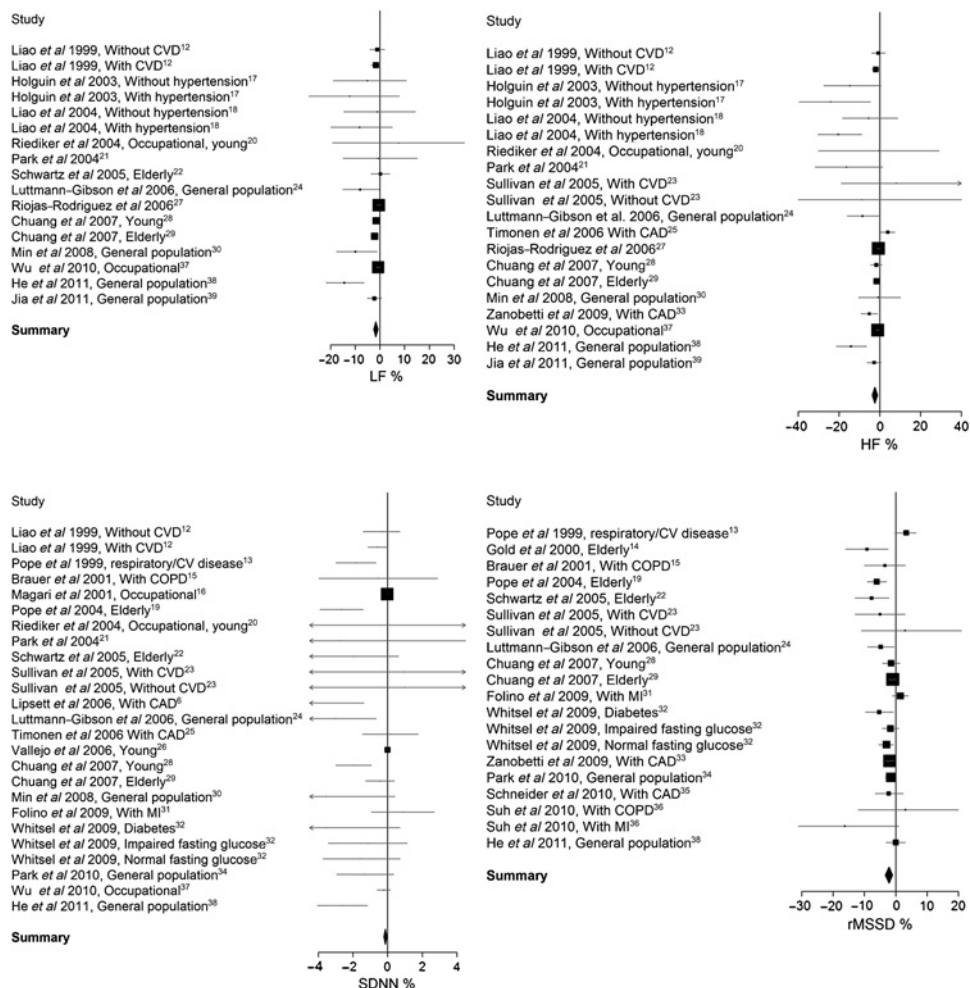 Study
Liao et al 1999, Without CVD12
Liao et al 1999, With CVD12
Holguin et al 2003, Without hypertension17
Holguin et al 2003, With hypertension17
Liao et al 2004, Without hypertension18
Liao et al 2004, With hypertension18
Riediker et al 2004, Occupational, young20
Park et al 200421
Schwartz et al 2005, Elderly22
Luttmann–Gibson et al 2006, General population24
Riojas–Rodriguez et al 200627
Chuang et al 2007, Young28
Chuang et al 2007, Elderly29
Min et al 2008, General population30
Wu et al 2010, Occupational37
He et al 2011, General population38
Jia et al 2011, General population39
Summary
−20 −10 0 10 20 30
LF %
Study
Liao et al 1999, Without CVD12
Liao et al 1999, With CVD12
Holguin et al 2003, Without hypertension17
Holguin et al 2003, With hypertension17
Liao et al 2004, Without hypertension18
Liao et al 2004, With hypertension18
Riediker et al 2004, Occupational, young20
Park et al 200421
Sullivan et al 2005, With CVD23
Sullivan et al 2005, Without CVD23
Luttmann–Gibson et al. 2006, General population24
Timonen et al 2006 With CAD25
Riojas–Rodriguez et al 200627
Chuang et al 2007, Young28
Chuang et al 2007, Elderly29
Min et al 2008, General population30
Zanobetti et al 2009, With CAD33
Wu et al 2010, Occupational37
He et al 2011, General population38
Jia et al 2011, General population39
Summary
−40 −20 0 20 40
HF %
Study
Liao et al 1999, Without CVD12
Liao et al 1999, With CVD12
Pope et al 1999, respiratory/CV disease13
Brauer et al 2001, With COPD15
Magari et al 2001, Occupational16
Pope et al 2004, Elderly19
Riediker et al 2004, Occupational, young20
Park et al 200421
Schwartz et al 2005, Elderly22
Sullivan et al 2005, With CVD23
Sullivan et al 2005, Without CVD23
Lipsett et al 2006, With CAD6
Luttmann–Gibson et al 2006, General population24
Timonen et al 2006 With CAD25
Vallejo et al 2006, Young26
Chuang et al 2007, Young28
Chuang et al 2007, Elderly29
Min et al 2008, General population30
Folino et al 2009, With MI31
Whitsel et al 2009, Diabetes32
Whitsel et al 2009, Impaired fasting glucose32
Whitsel et al 2009, Normal fasting glucose32
Park et al 2010, General population34
Wu et al 2010, Occupational37
He et al 2011, General population38
Summary
−4 −2 0 2 4
SDNN %
Study
Pope et al 1999, respiratory/CV disease13
Gold et al 2000, Elderly14
Brauer et al 2001, With COPD15
Pope et al 2004, Elderly19
Schwartz et al 2005, Elderly22
Sullivan et al 2005, With CVD23
Sullivan et al 2005, Without CVD23
Luttmann–Gibson et al 2006, General population24
Chuang et al 2007, Young28
Chuang et al 2007, Elderly29
Folino et al 2009, With MI31
Whitsel et al 2009, Diabetes32
Whitsel et al 2009, Impaired fasting glucose32
Whitsel et al 2009, Normal fasting glucose32
Zanobetti et al 2009, With CAD33
Park et al 2010, General population34
Schneider et al 2010, With CAD35
Suh et al 2010, With COPD36
Suh et al 2010, With MI36
He et al 2011, General population38
Summary
−30 −20 −10 0 10 20
rMSSD %